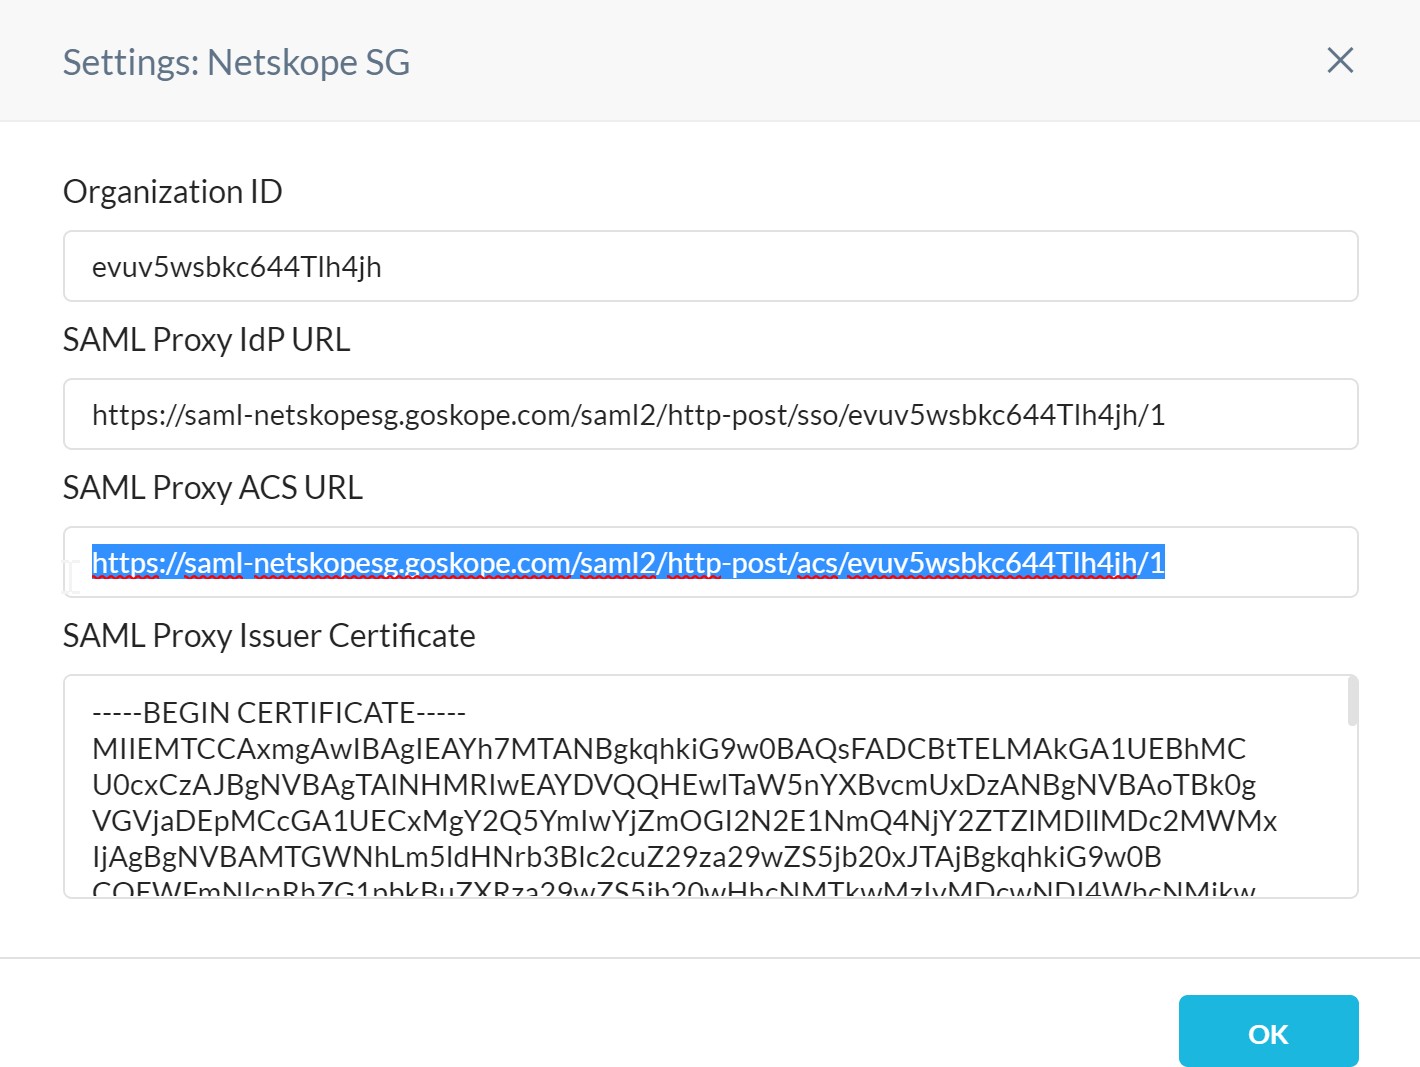 Settings: Netskope SG
Organization ID
evuv5wsbkc644Tlh4jh
SAML Proxy IdP URL
https://saml-netskopesg.goskope.com/saml2/http-post/sso/evuv5wsbkc644Tlh4jh/1
SAML Proxy ACS URL
https://saml-netskopesg.goskope.com/saml2/http-post/acs/evuv5wsbkc644Tlh4jh/1
SAML Proxy Issuer Certificate
-----BEGIN CERTIFICATE-----
MIIEMTCCAxmgAwIBAgIEAYh7MTANBgkqhkiG9w0BAQsFADCBtTELMAkGA1UEBhMC
U0cxCzAJBgNVBAgTAlNHMRIwEAYDVQQHEwlTaW5nYXBvcmUxDzANBgNVBAoTBk0g
VGVjaDEpMCcGA1UECxMgY2Q5YmIwYjZmOGI2N2E1NmQ4NjY2ZTZlMDllMDc2MWMx
IjAgBgNVBAMTGWNhLm5ldHNrb3Blc2cuZ29za29wZS5jb20xJTAjBgkqhkiG9w0B
OK